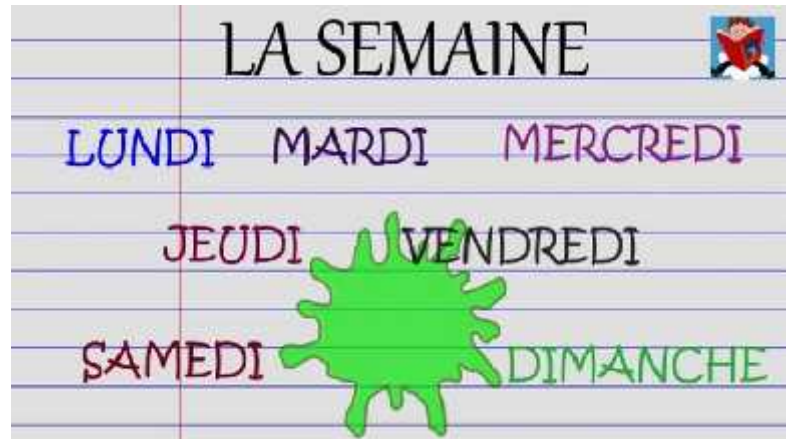 LA SEMAINE
LUNDI MARDI MERCREDI
JEUDI VENDREDI
SAMEDI DIMANCHE